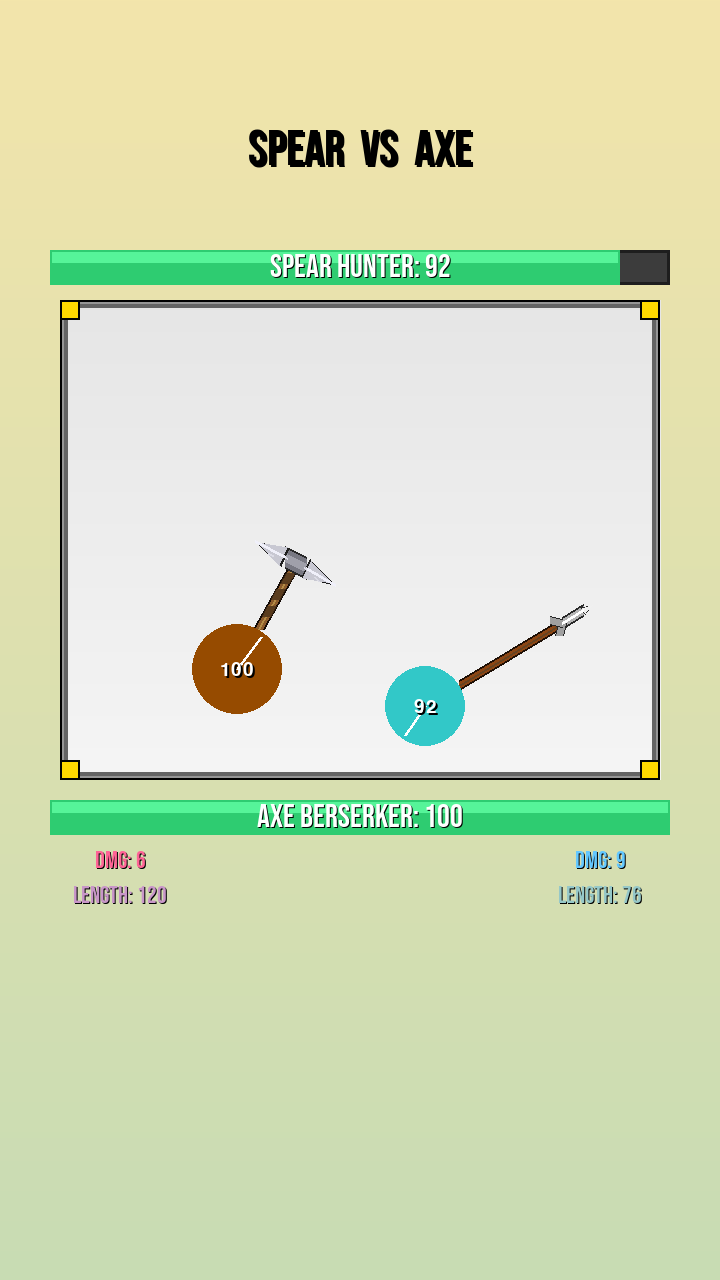 SPEAR VS AXE
SPEAR HUNTER: 92
100
92
AXE BERSERKER: 100
DMG: 6
DMG: 9
LENGTH: 120
LENGTH: 76